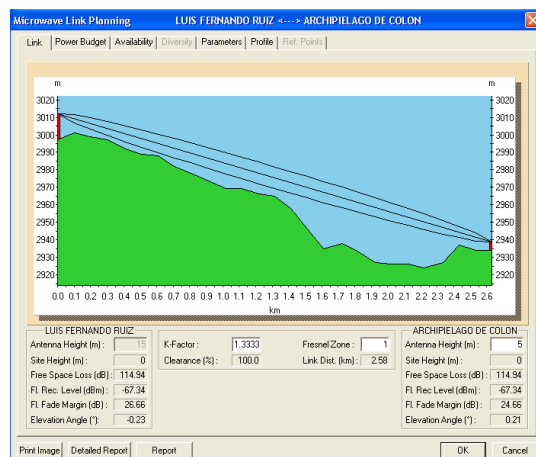 Microwave Link Planning LUIS FERNANDO RUIZ <---> ARCHIPIELAGO DE COLON
Link Power Budget Availability Diversity Parameters Profile Ref. Points
m m
3020 3020
3010 3010
3000 3000
2990 2990
2980 2980
2970 2970
2960 2960
2950 2950
2940 2940
2930 2930
2920 2920
0.0 0.1 0.2 0.3 0.4 0.5 0.6 0.7 0.8 0.9 1.0 1.1 1.2 1.3 1.4 1.5 1.6 1.7 1.8 1.9 2.0 2.1 2.2 2.3 2.4 2.5 2.6
km
LUIS FERNANDO RUIZ
Antenna Height (m) : 15
Site Height (m) : 0
Free Space Loss (dB) : 114.94
Fl. Rec. Level (dBm) : -67.34
Fl. Fade Margin (dB) : 26.66
Elevation Angle (°): -0.23
K-Factor : 1.3333 Fresnel Zone : 1
Clearance (%) : 100.0 Link Dist. (km) : 2.58
ARCHIPIELAGO DE COLON
Antenna Height (m) : 5
Site Height (m) : 0
Free Space Loss (dB) : 114.94
Fl. Rec. Level (dBm) : -67.34
Fl. Fade Margin (dB) : 24.66
Elevation Angle (°): 0.21
Print Image Detailed Report Report OK Cancel